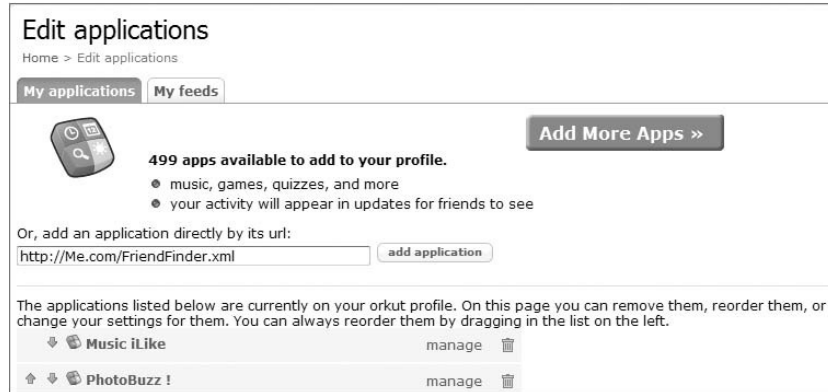 Edit applications
Home > Edit applications
My applications My feeds
Add More Apps »
499 apps available to add to your profile.
music, games, quizzes, and more
your activity will appear in updates for friends to see
Or, add an application directly by its url:
http://Me.com/FriendFinder.xml add application
The applications listed below are currently on your orkut profile. On this page you can remove them, reorder them, or
change your settings for them. You can always reorder them by dragging in the list on the left.
Music iLike manage
PhotoBuzz ! manage